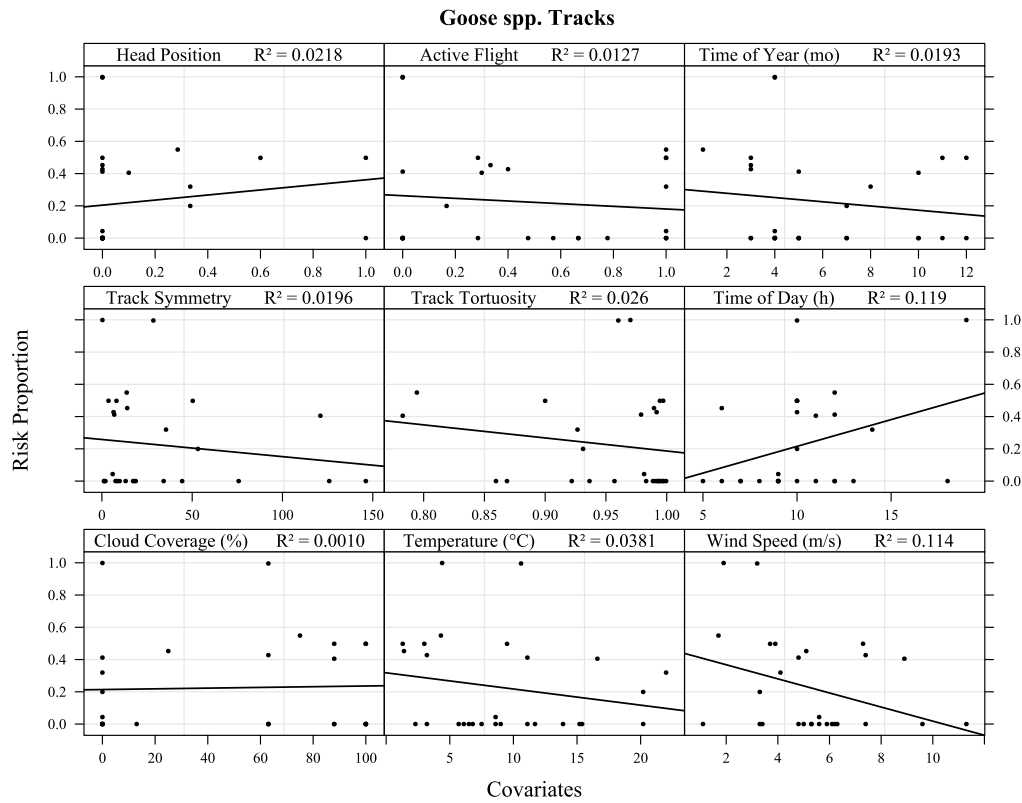 Goose spp. Tracks
Head Position R² = 0.0218 Active Flight R² = 0.0127 Time of Year (mo) R² = 0.0193
1.0
0.8
0.6
0.4
0.2
0.0
0.0 0.2 0.4 0.6 0.8 1.0 0.0 0.2 0.4 0.6 0.8 1.0 2 4 6 8 10 12
Track Symmetry R² = 0.0196 Track Tortuosity R² = 0.026 Time of Day (h) R² = 0.119
1.0
0.8
0.6
0.4
0.2
0.0
0 50 100 150 0.80 0.85 0.90 0.95 1.00 5 10 15
Cloud Coverage (%) R² = 0.0010 Temperature (°C) R² = 0.0381 Wind Speed (m/s) R² = 0.114
1.0
0.8
0.6
0.4
0.2
0.0
0 20 40 60 80 100 5 10 15 20 2 4 6 8 10
Risk Proportion
Covariates